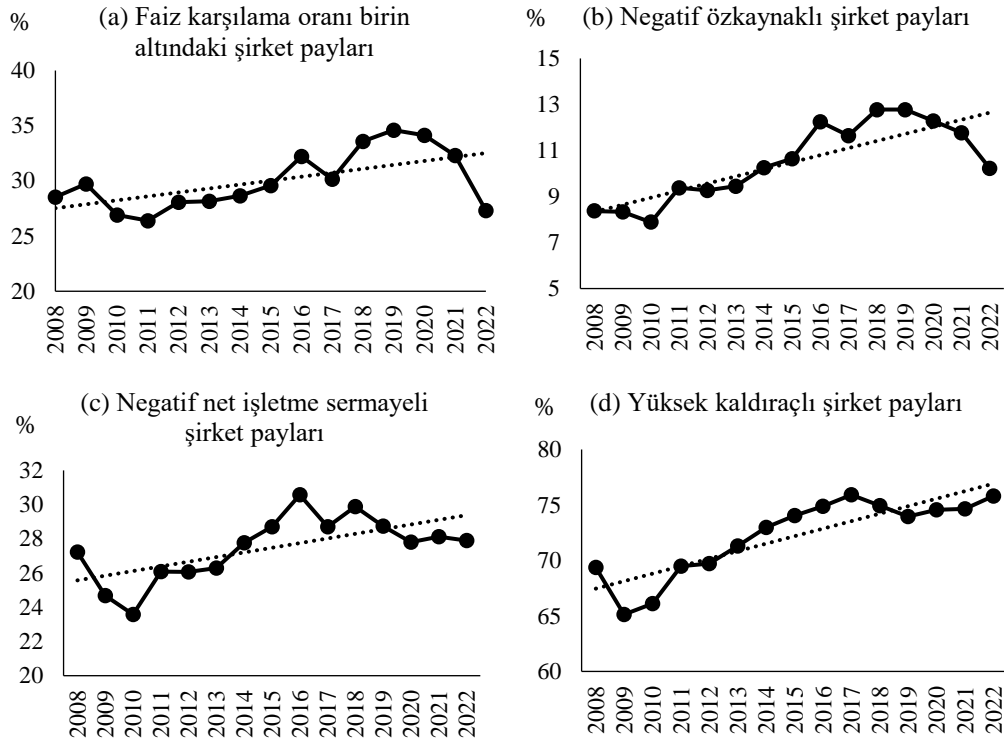 %
(a) Faiz karşılama oranı birin
altındaki şirket payları
40
35
30
25
20
2008 2009 2010 2011 2012 2013 2014 2015 2016 2017 2018 2019 2020 2021 2022
%
(b) Negatif özkaynaklı şirket payları
15
13
11
9
7
5
2008 2009 2010 2011 2012 2013 2014 2015 2016 2017 2018 2019 2020 2021 2022
%
(c) Negatif net işletme sermayeli
şirket payları
32
30
28
26
24
22
20
2008 2009 2010 2011 2012 2013 2014 2015 2016 2017 2018 2019 2020 2021 2022
%
(d) Yüksek kaldıraçlı şirket payları
80
75
70
65
60
2008 2009 2010 2011 2012 2013 2014 2015 2016 2017 2018 2019 2020 2021 2022